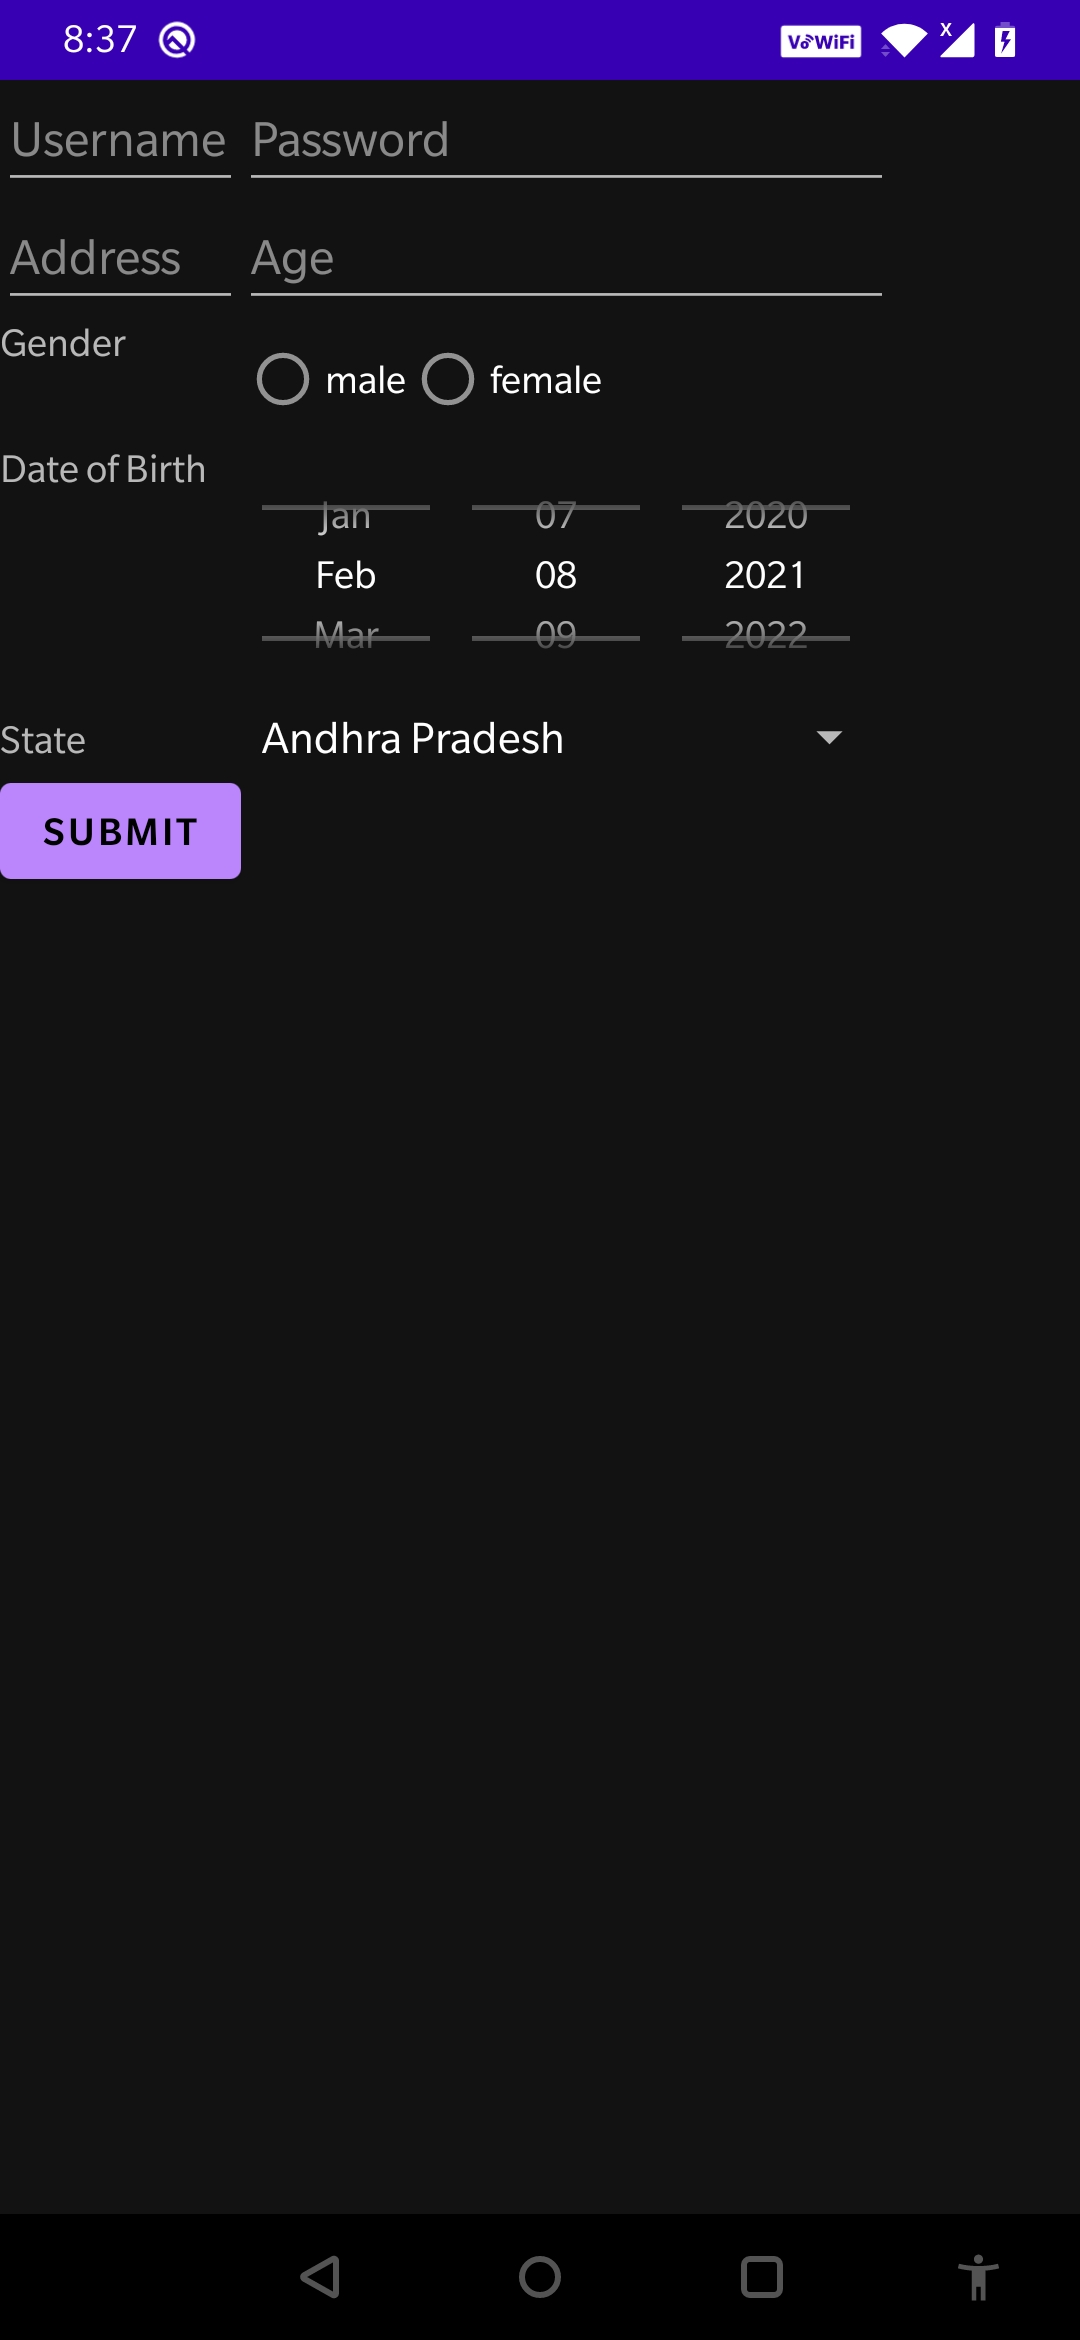 8:37 VoWiFi X
Username Password
Address Age
Gender
male female
Date of Birth
Jan 07 2020
Feb 08 2021
Mar 09 2022
State Andhra Pradesh
SUBMIT